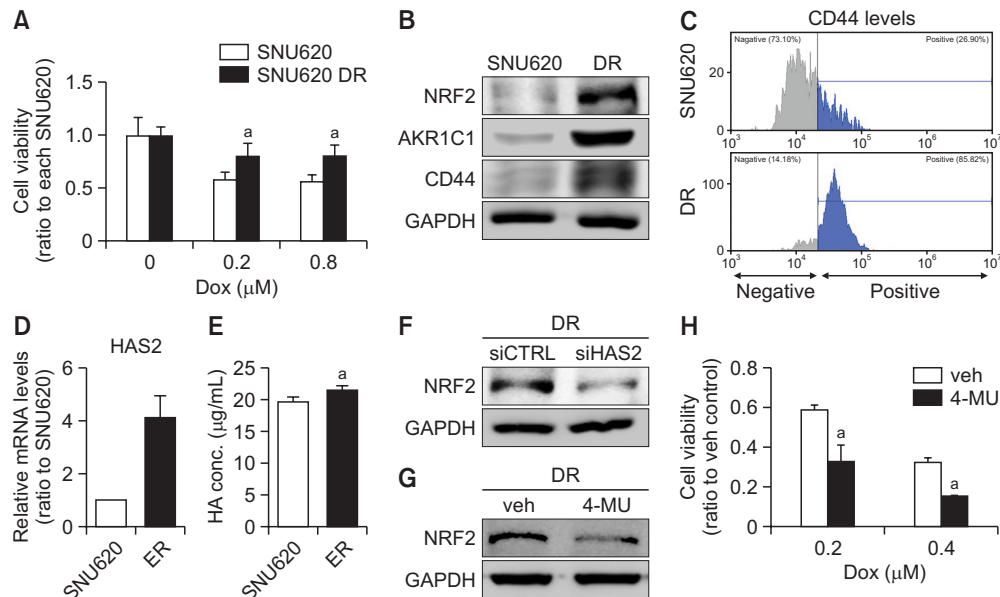 A
SNU620
SNU620 DR
Cell viability
(ratio to each SNU620)
1.5
1.0
0.5
0
a
a
0
0.2
0.8
Dox (μM)
B
SNU620
DR
NRF2
AKR1C1
CD44
GAPDH
C
CD44 levels
SNU620
Nagative (73.10%)
Positive (26.90%)
20
0
10³
10⁴
10⁵
10⁶
10⁷
DR
Nagative (14.18%)
Positive (85.82%)
100
0
10³
10⁴
10⁵
10⁶
10⁷
Negative
Positive
D
HAS2
Relative mRNA levels
(ratio to SNU620)
6
4
2
0
SNU620
ER
E
HA conc. (μg/mL)
25
20
15
10
5
0
a
SNU620
ER
F
DR
siCTRL
siHAS2
NRF2
GAPDH
G
DR
veh
4-MU
NRF2
GAPDH
H
veh
4-MU
Cell viability
(ratio to veh control)
0.8
0.6
0.4
0.2
0
a
a
0.2
0.4
Dox (μM)